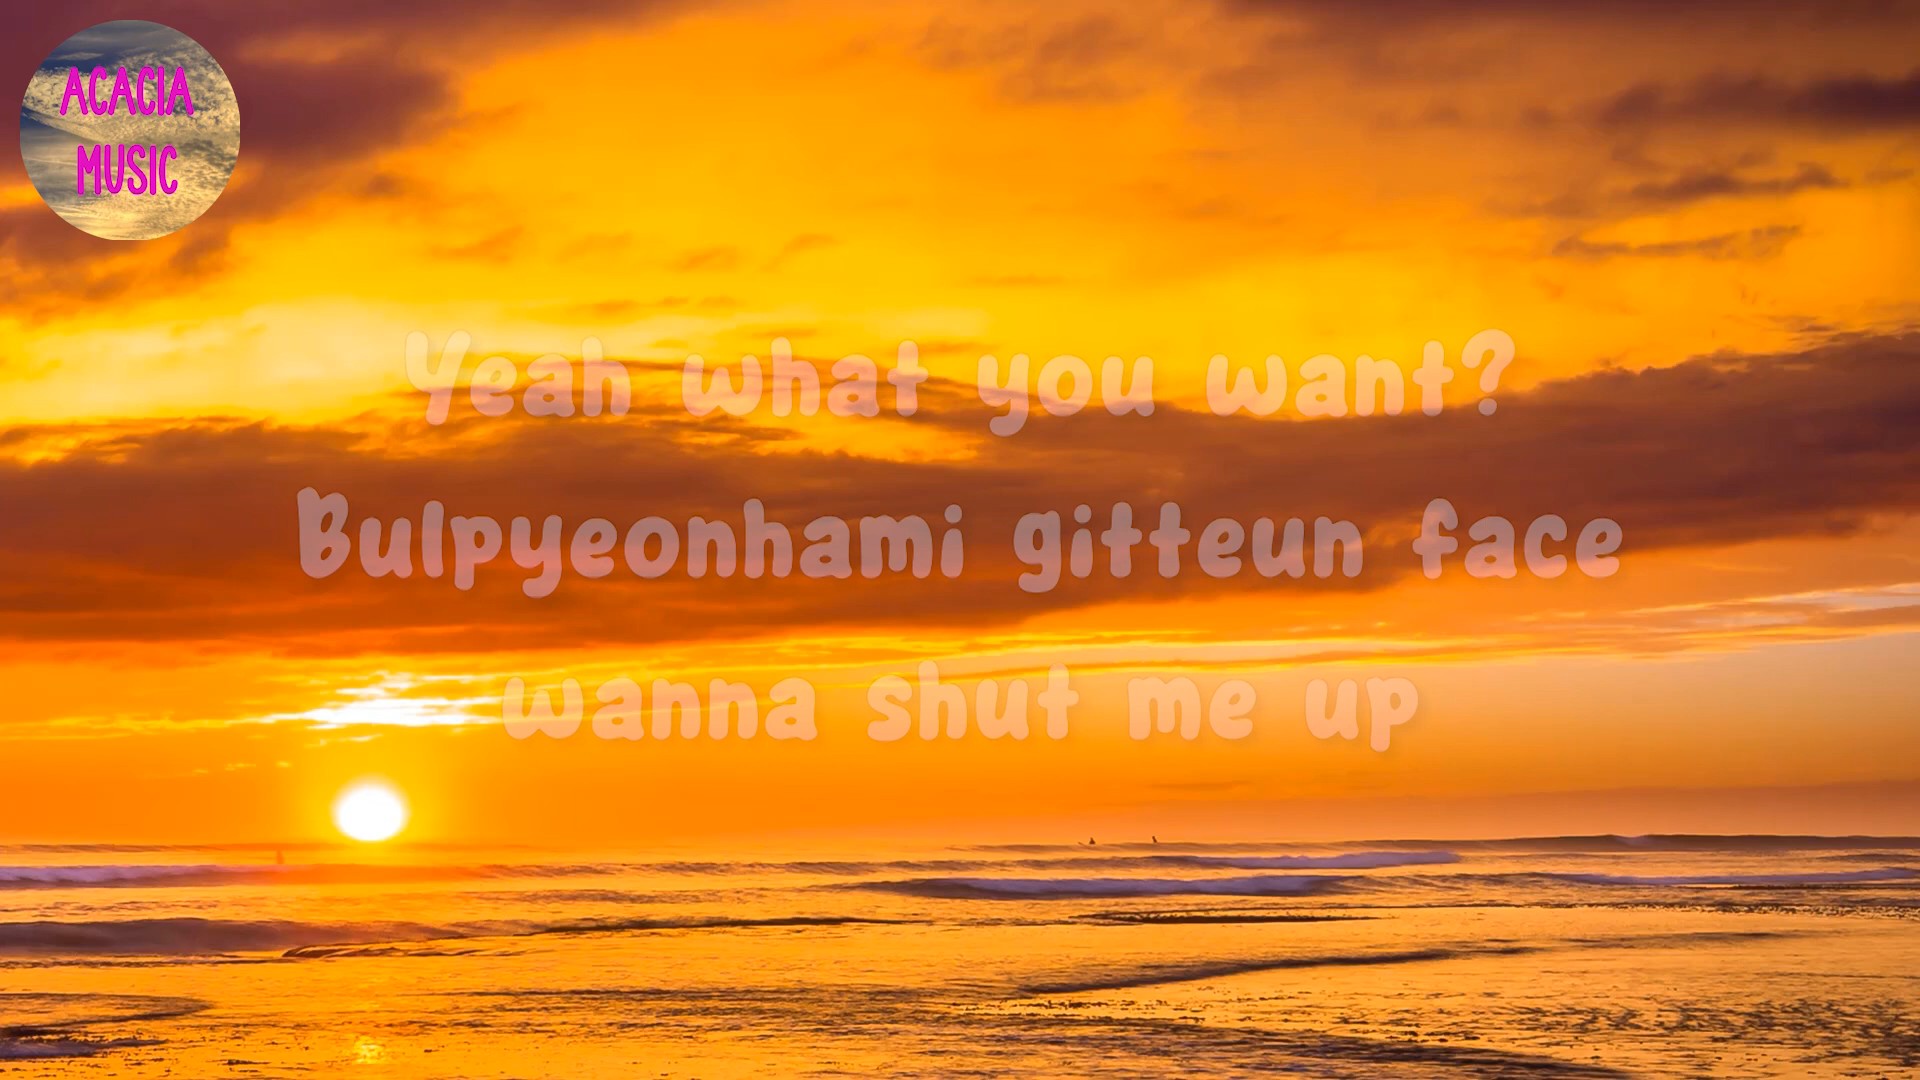 ACACIA
MUSIC
Yeah what you want?
Bulpyeonhami gitteun face
wanna shut me up